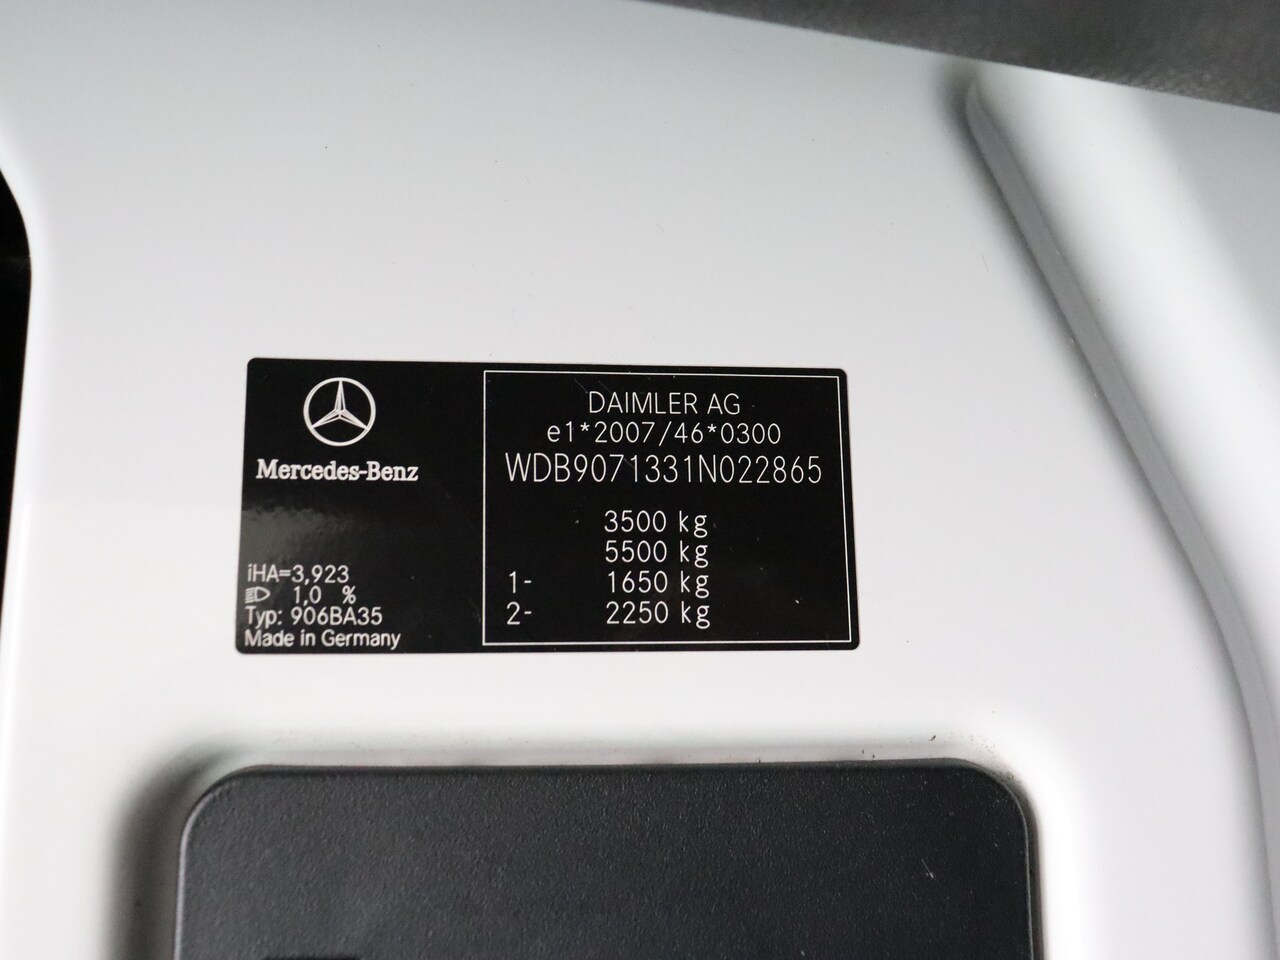 Mercedes-Benz
iHA=3,923
1,0 %
Typ: 906BA35
Made in Germany
DAIMLER AG
e1*2007/46*0300
WDB9071331N022865
3500 kg
5500 kg
1- 1650 kg
2- 2250 kg